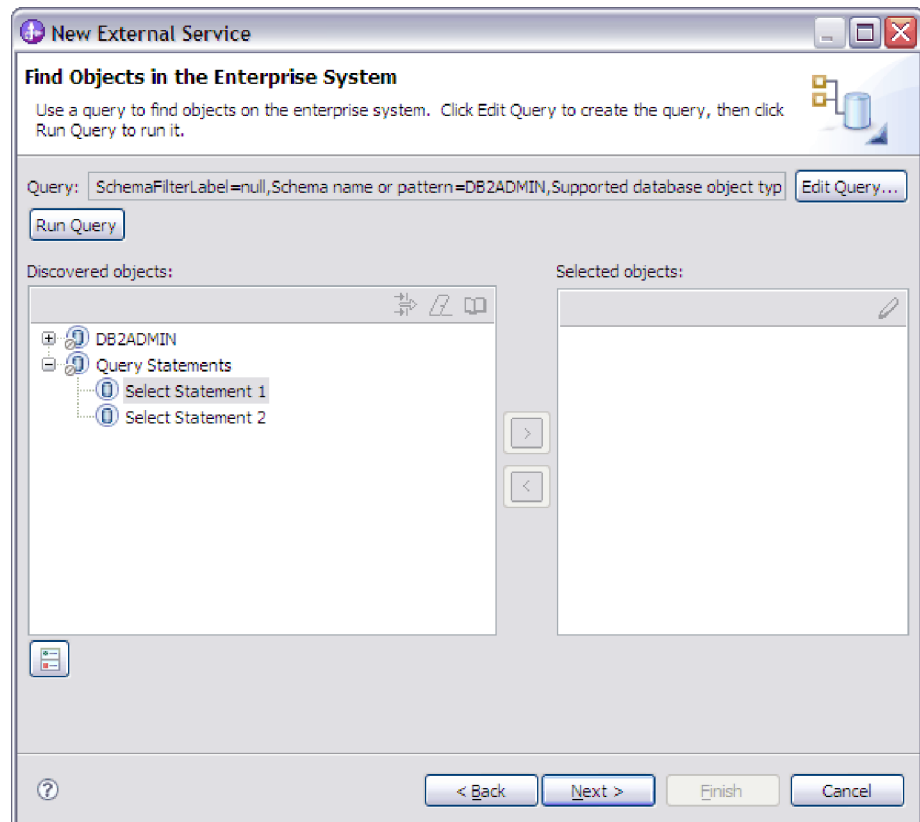 New External Service
Find Objects in the Enterprise System
Use a query to find objects on the enterprise system. Click Edit Query to create the query, then click
Run Query to run it.
Query: SchemaFilterLabel=null,Schema name or pattern=DB2ADMIN,Supported database object typ Edit Query...
Run Query
Discovered objects: Selected objects:
DB2ADMIN
Query Statements
Select Statement 1
Select Statement 2
>
<
? < Back Next > Finish Cancel